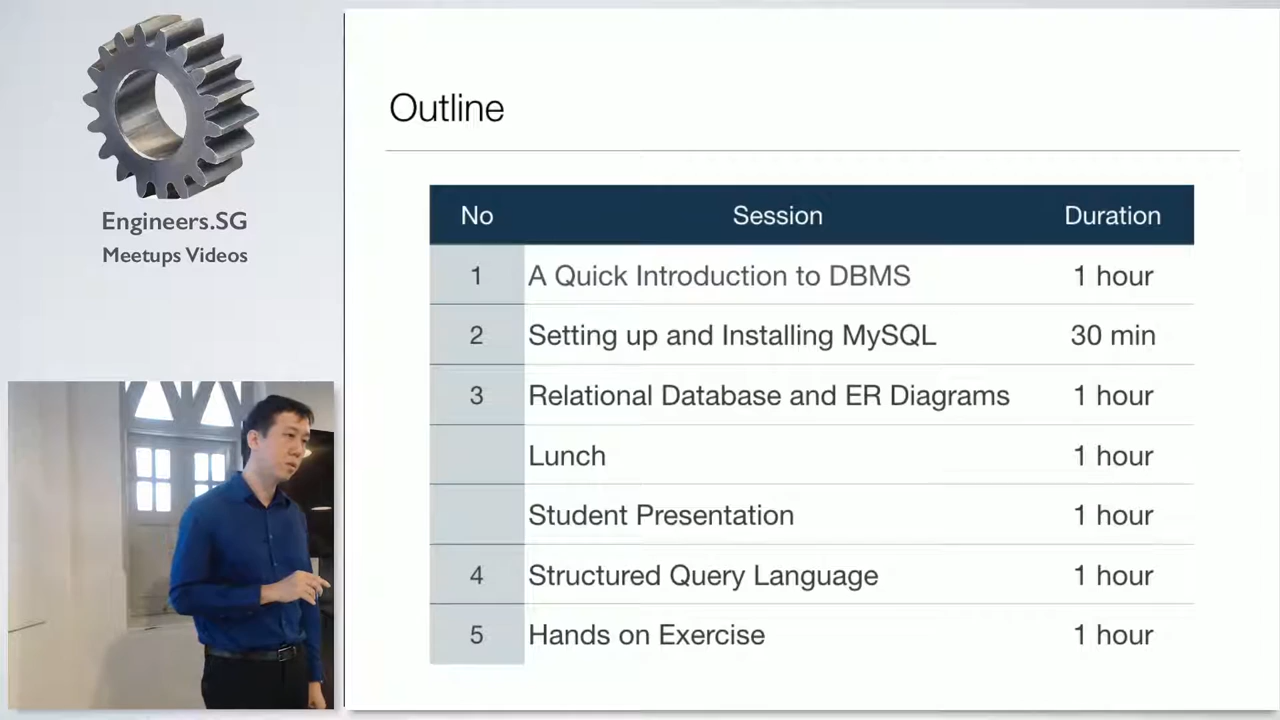 Engineers.SG
Meetups Videos
Outline
No Session Duration
1 A Quick Introduction to DBMS 1 hour
2 Setting up and Installing MySQL 30 min
3 Relational Database and ER Diagrams 1 hour
Lunch 1 hour
Student Presentation 1 hour
4 Structured Query Language 1 hour
5 Hands on Exercise 1 hour